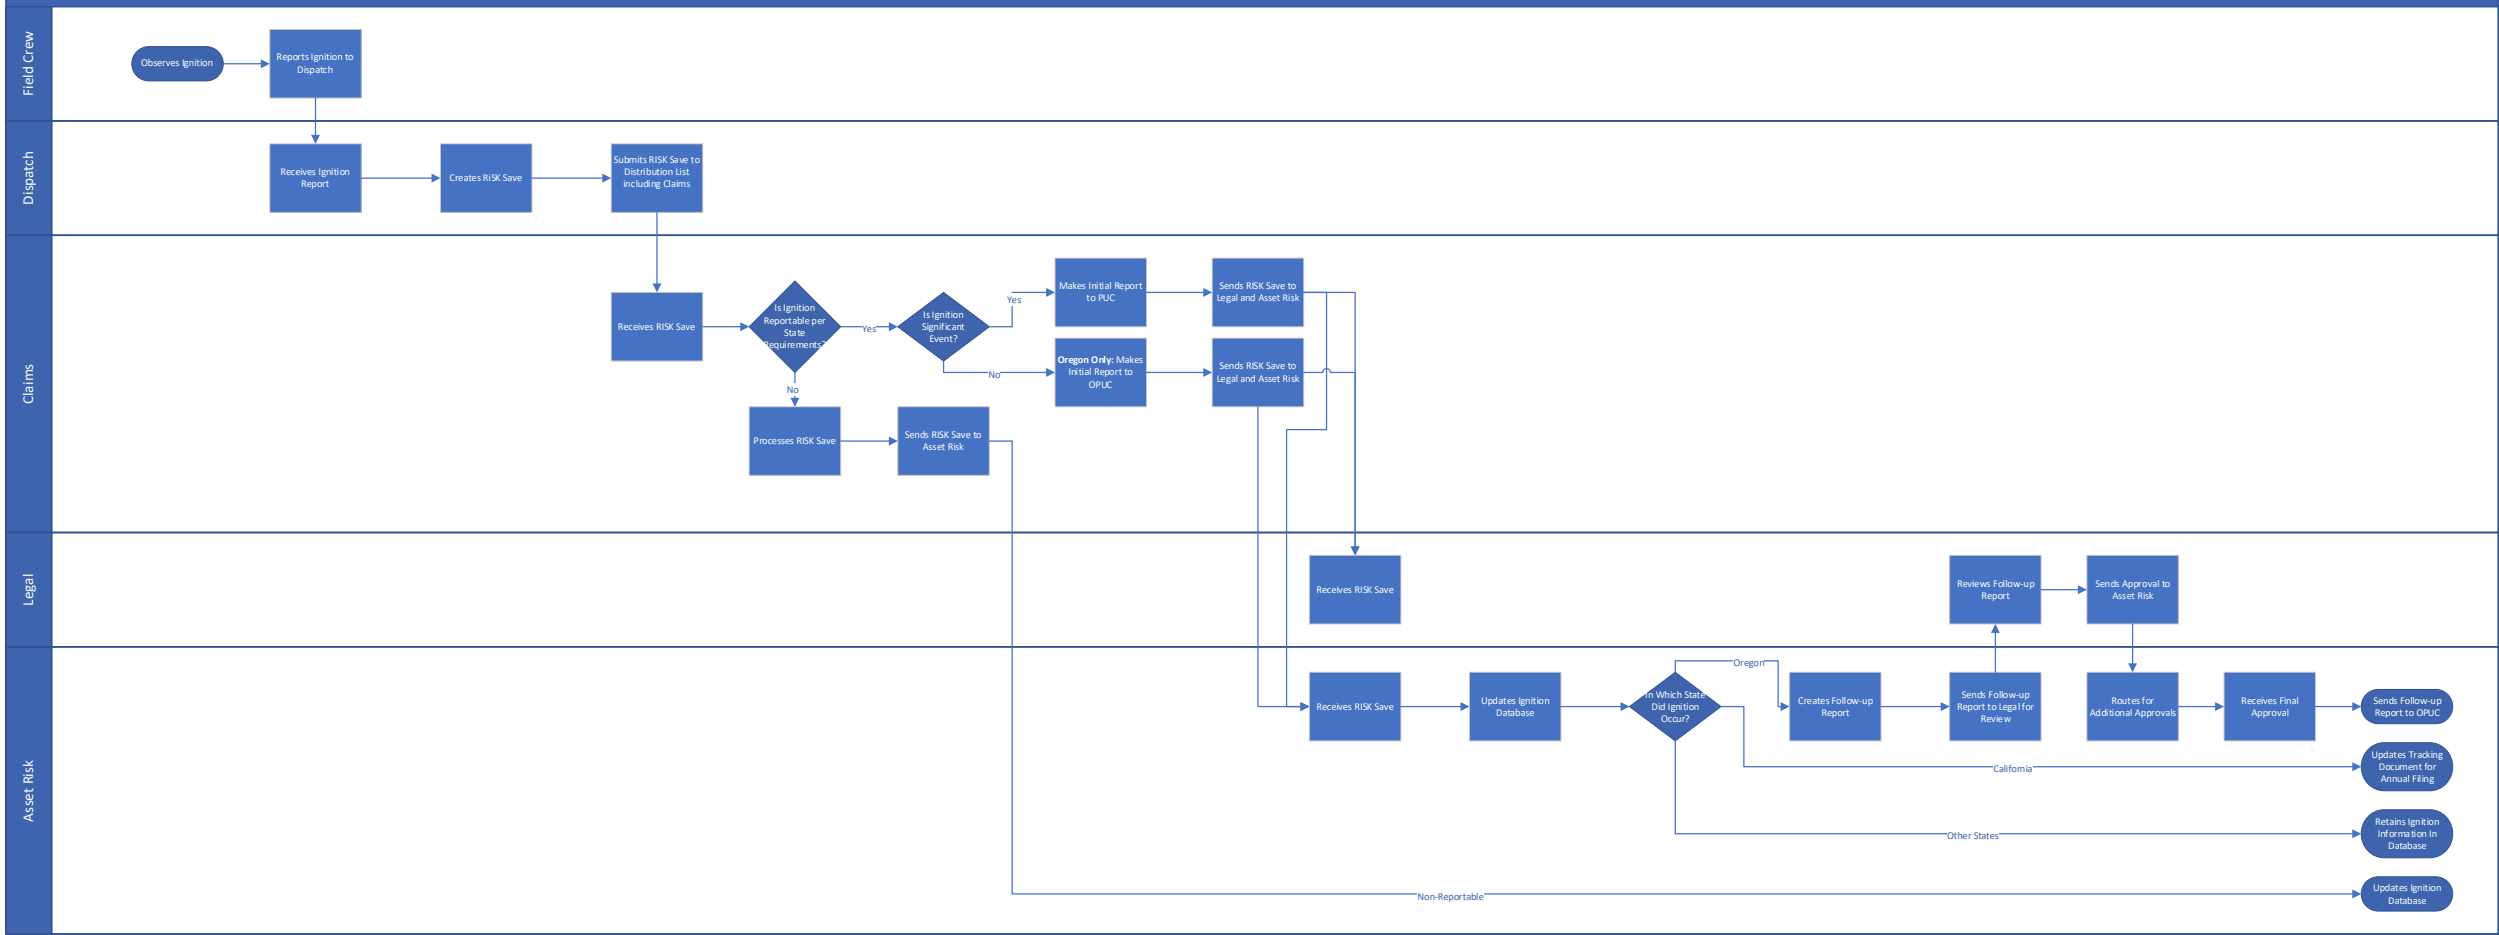 Field Crew
Observes Ignition
Reports Ignition to
Dispatch
Dispatch
Receives Ignition
Report
Creates RiSK Save
Submits RISK Save to
Distribution List
including Claims
Claims
Receives RISK Save
Is Ignition
Reportable per
State
Requirements?
Yes
No
Is Ignition
Significant
Event?
Yes
No
Makes Initial Report
to PUC
Sends RISK Save to
Legal and Asset Risk
Oregon Only: Makes
Initial Report to
OPUC
Sends RISK Save to
Legal and Asset Risk
Processes RISK Save
Sends RISK Save to
Asset Risk
Legal
Receives RISK Save
Reviews Follow-up
Report
Sends Approval to
Asset Risk
Asset Risk
Receives RISK Save
Updates Ignition
Database
In Which State
Did Ignition
Occur?
Oregon
Creates Follow-up
Report
Sends Follow-up
Report to Legal for
Review
Routes for
Additional Approvals
Receives Final
Approval
Sends Follow-up
Report to OPUC
California
Updates Tracking
Document for
Annual Filing
Other States
Retains Ignition
Information In
Database
Non-Reportable
Updates Ignition
Database